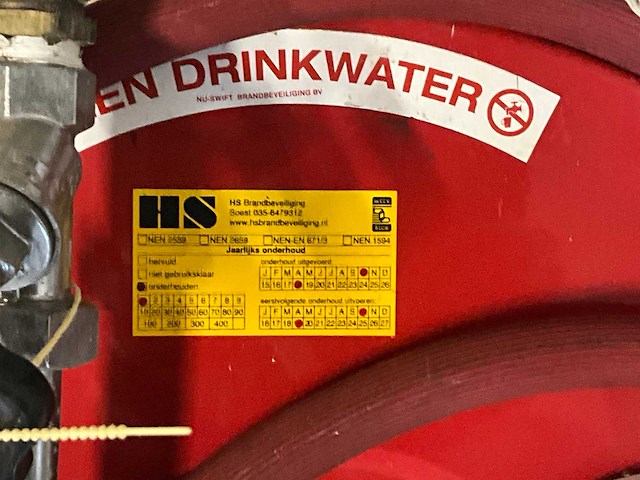 EN DRINKWATER
NU-SWIFT BRANDBEVEILIGING BV
HS
HS Brandbeveiliging
Soest 035-6479312
www.hsbrandbeveiliging.nl
NEN 2559 NEN 2659 NEN-EN 671/3 NEN 1594
Jaarlijks onderhoud
hervuld
niet gebruiksklaar
onderhouden
onderhoud uitgevoerd:
J F M A M J J A S N D
15 16 17 19 20 21 22 23 24 25 26
2 3 4 5 6 7 8 9
10 20 30 40 50 60 70 80 90
100 200 300 400
eerstvolgende onderhoud uitvoeren:
J F M A M J J A S N D
16 17 18 20 21 22 23 24 25 26 27